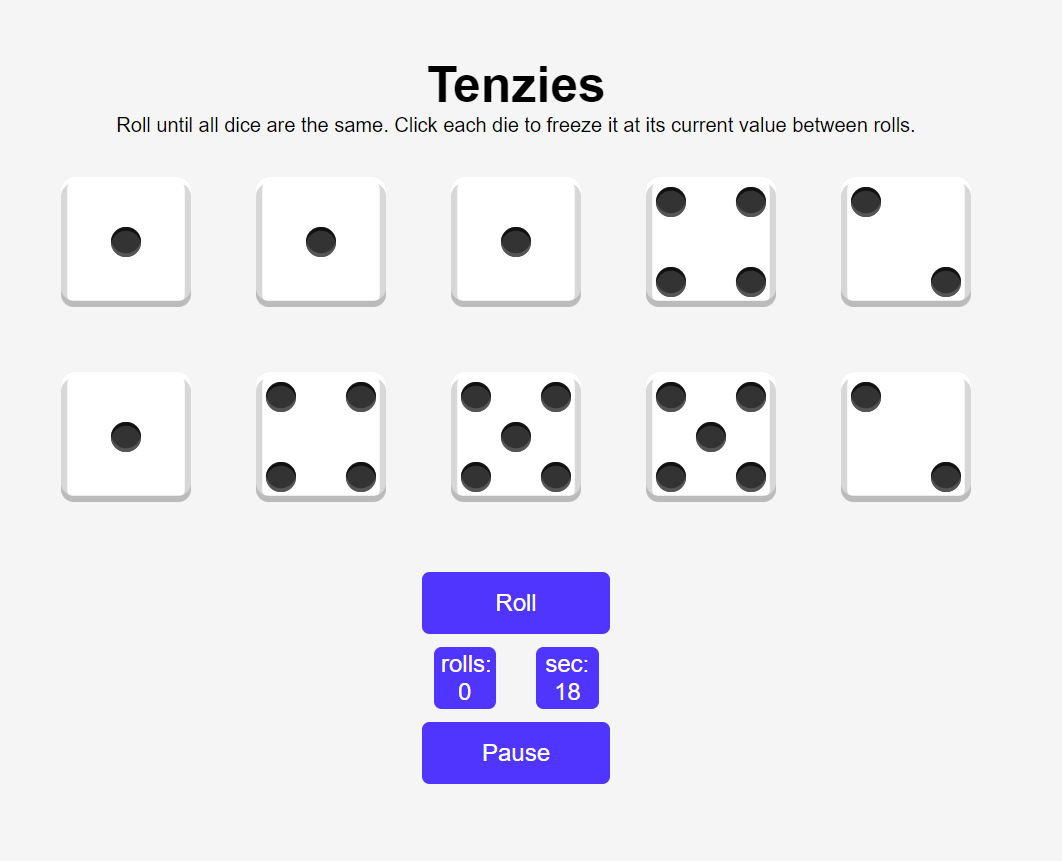 Tenzies
Roll until all dice are the same. Click each die to freeze it at its current value between rolls.
Roll
rolls:
0
sec:
18
Pause